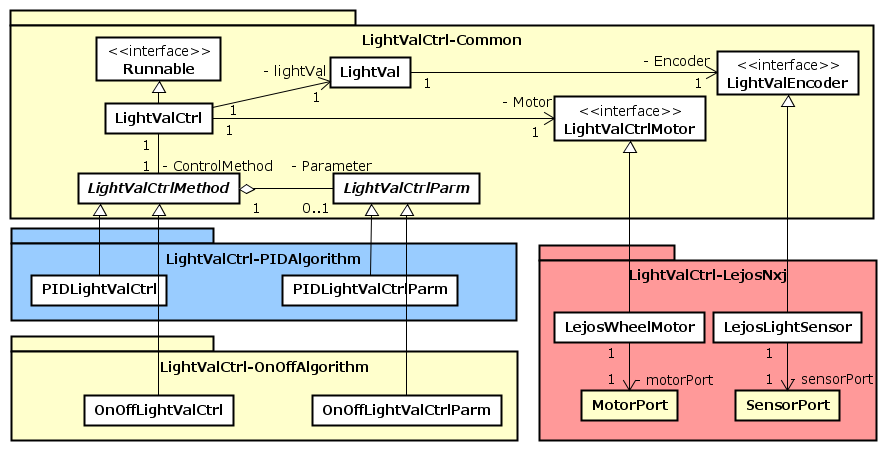 LightValCtrl-Common
<<interface>>
Runnable
- lightVal
LightVal
1
- Encoder
1
<<interface>>
LightValEncoder
1
1
LightValCtrl
1
- Motor
1
<<interface>>
LightValCtrlMotor
1
1
- ControlMethod
- Parameter
LightValCtrlMethod
1
0..1
LightValCtrlParm
LightValCtrl-PIDAlgorithm
PIDLightValCtrl
PIDLightValCtrlParm
LightValCtrl-LejosNxj
LejosWheelMotor
LejosLightSensor
1
1
1
- motorPort
1
- sensorPort
MotorPort
SensorPort
LightValCtrl-OnOffAlgorithm
OnOffLightValCtrl
OnOffLightValCtrlParm